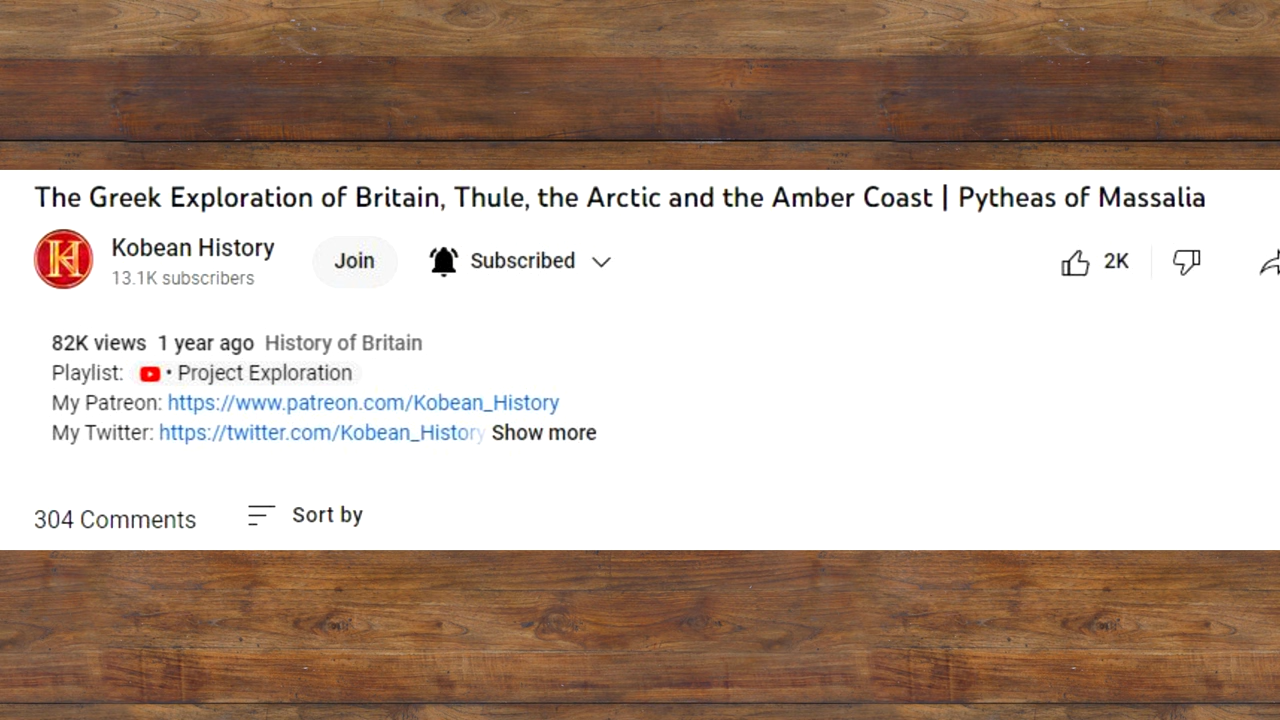 The Greek Exploration of Britain, Thule, the Arctic and the Amber Coast | Pytheas of Massalia
Kobean History
13.1K subscribers
Join
Subscribed
2K
82K views 1 year ago History of Britain
Playlist: • Project Exploration
My Patreon: https://www.patreon.com/Kobean_History
My Twitter: https://twitter.com/Kobean_History Show more
304 Comments
Sort by